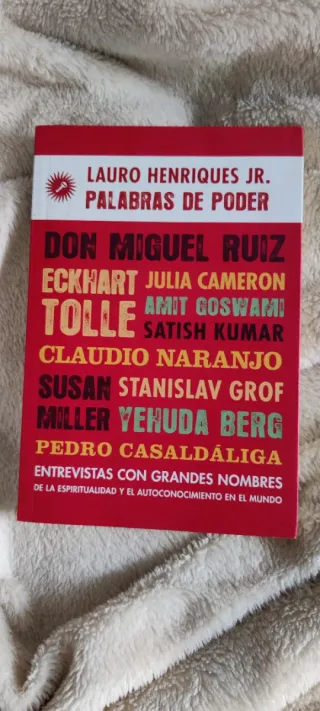 LAURO HENRIQUES JR.
PALABRAS DE PODER
DON MIGUEL RUIZ
ECKHART TOLLE
JULIA CAMERON
AMIT GOSWAMI
SATISH KUMAR
CLAUDIO NARANJO
SUSAN MILLER
STANISLAV GROF
YEHUDA BERG
PEDRO CASALDÁLIGA
ENTREVISTAS CON GRANDES NOMBRES
DE LA ESPIRITUALIDAD Y EL AUTOCONOCIMIENTO EN EL MUNDO